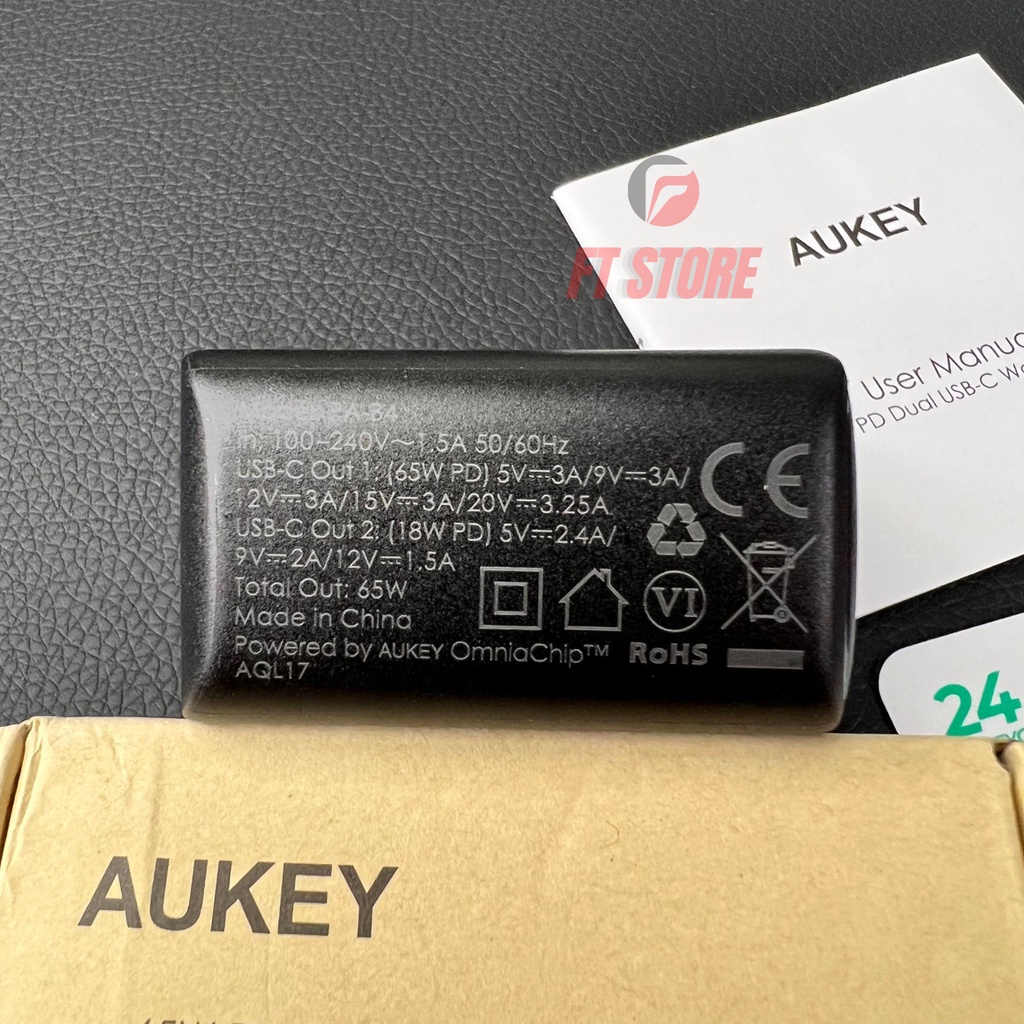 AUKEY
FT STORE
User Manual
PD Dual USB-C
In: 100-240V~1.5A 50/60Hz
USB-C Out 1: (65W PD) 5V⎓3A/9V⎓3A/
12V⎓3A/15V⎓3A/20V⎓3.25A
USB-C Out 2: (18W PD) 5V⎓2.4A/
9V⎓2A/12V⎓1.5A
Total Out: 65W
Made in China
Powered by AUKEY OmniaChip™
AQL17
CE
VI
RoHS
24
AUKEY